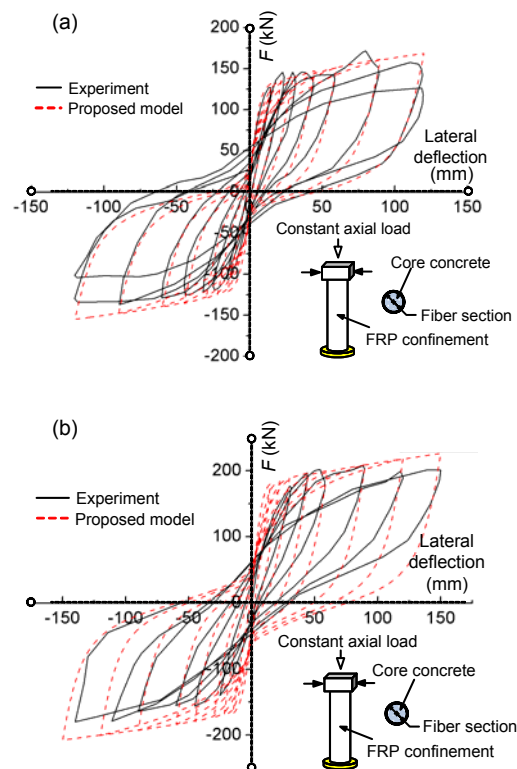 (a)
F (kN)
200
150
100
50
0
-50
-100
-150
-200
-150 -100 -50 0 50 100 150
Experiment
Proposed model
Lateral
deflection
(mm)
Constant axial load
Core concrete
Fiber section
FRP confinement
(b)
F (kN)
200
100
0
-100
-200
-150 -100 -50 0 50 100 150
Experiment
Proposed model
Lateral
deflection
(mm)
Constant axial load
Core concrete
Fiber section
FRP confinement